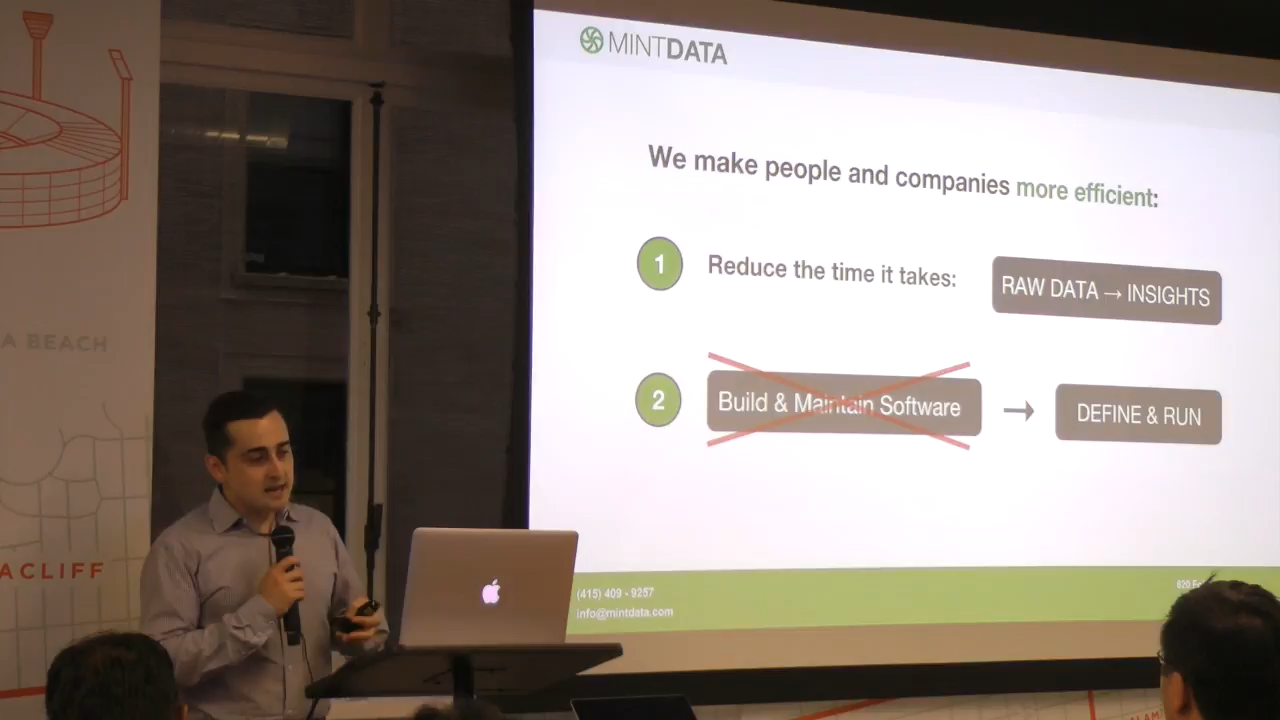 MINTDATA
We make people and companies more efficient:
1 Reduce the time it takes: RAW DATA → INSIGHTS
2 Build & Maintain Software → DEFINE & RUN
(415) 409 - 9257
info@mintdata.com
620
A BEACH
ACLIFF